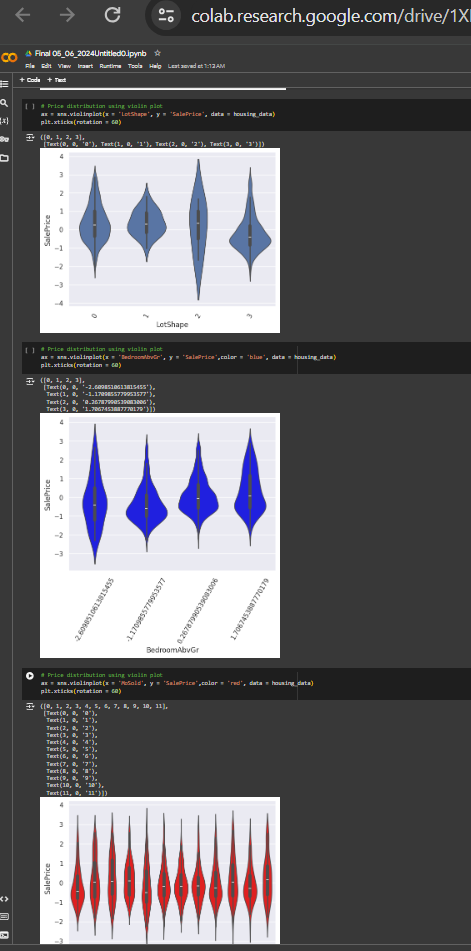 colab.research.google.com/drive/1X
Final 05_06_2024Untitled0.ipynb
File Edit View Insert Runtime Tools Help Last saved at 1:13 AM
+ Code + Text
[ ] # Price distribution using violin plot
ax = sns.violinplot(x = 'LotShape', y = 'SalePrice', data = housing_data)
plt.xticks(rotation = 60)
([0, 1, 2, 3],
[Text(0, 0, '0'), Text(1, 0, '1'), Text(2, 0, '2'), Text(3, 0, '3')])
4
3
2
1
0
−1
−2
−3
−4
SalePrice
0 1 2 3
LotShape
[ ] # Price distribution using violin plot
ax = sns.violinplot(x = 'BedroomAbvGr', y = 'SalePrice',color = 'blue', data = housing_data)
plt.xticks(rotation = 60)
([0, 1, 2, 3],
[Text(0, 0, '-2.6098510613815455'),
Text(1, 0, '-1.1709855779953577'),
Text(2, 0, '0.26787990539083006'),
Text(3, 0, '1.7067453887770179')])
4
3
2
1
0
−1
−2
−3
SalePrice
-2.6098510613815455
-1.1709855779953577
0.26787990539083006
1.7067453887770179
BedroomAbvGr
# Price distribution using violin plot
ax = sns.violinplot(x = 'MoSold', y = 'SalePrice',color = 'red', data = housing_data)
plt.xticks(rotation = 60)
([0, 1, 2, 3, 4, 5, 6, 7, 8, 9, 10, 11],
[Text(0, 0, '0'),
Text(1, 0, '1'),
Text(2, 0, '2'),
Text(3, 0, '3'),
Text(4, 0, '4'),
Text(5, 0, '5'),
Text(6, 0, '6'),
Text(7, 0, '7'),
Text(8, 0, '8'),
Text(9, 0, '9'),
Text(10, 0, '10'),
Text(11, 0, '11')])
4
3
2
1
0
−1
−2
−3
SalePrice